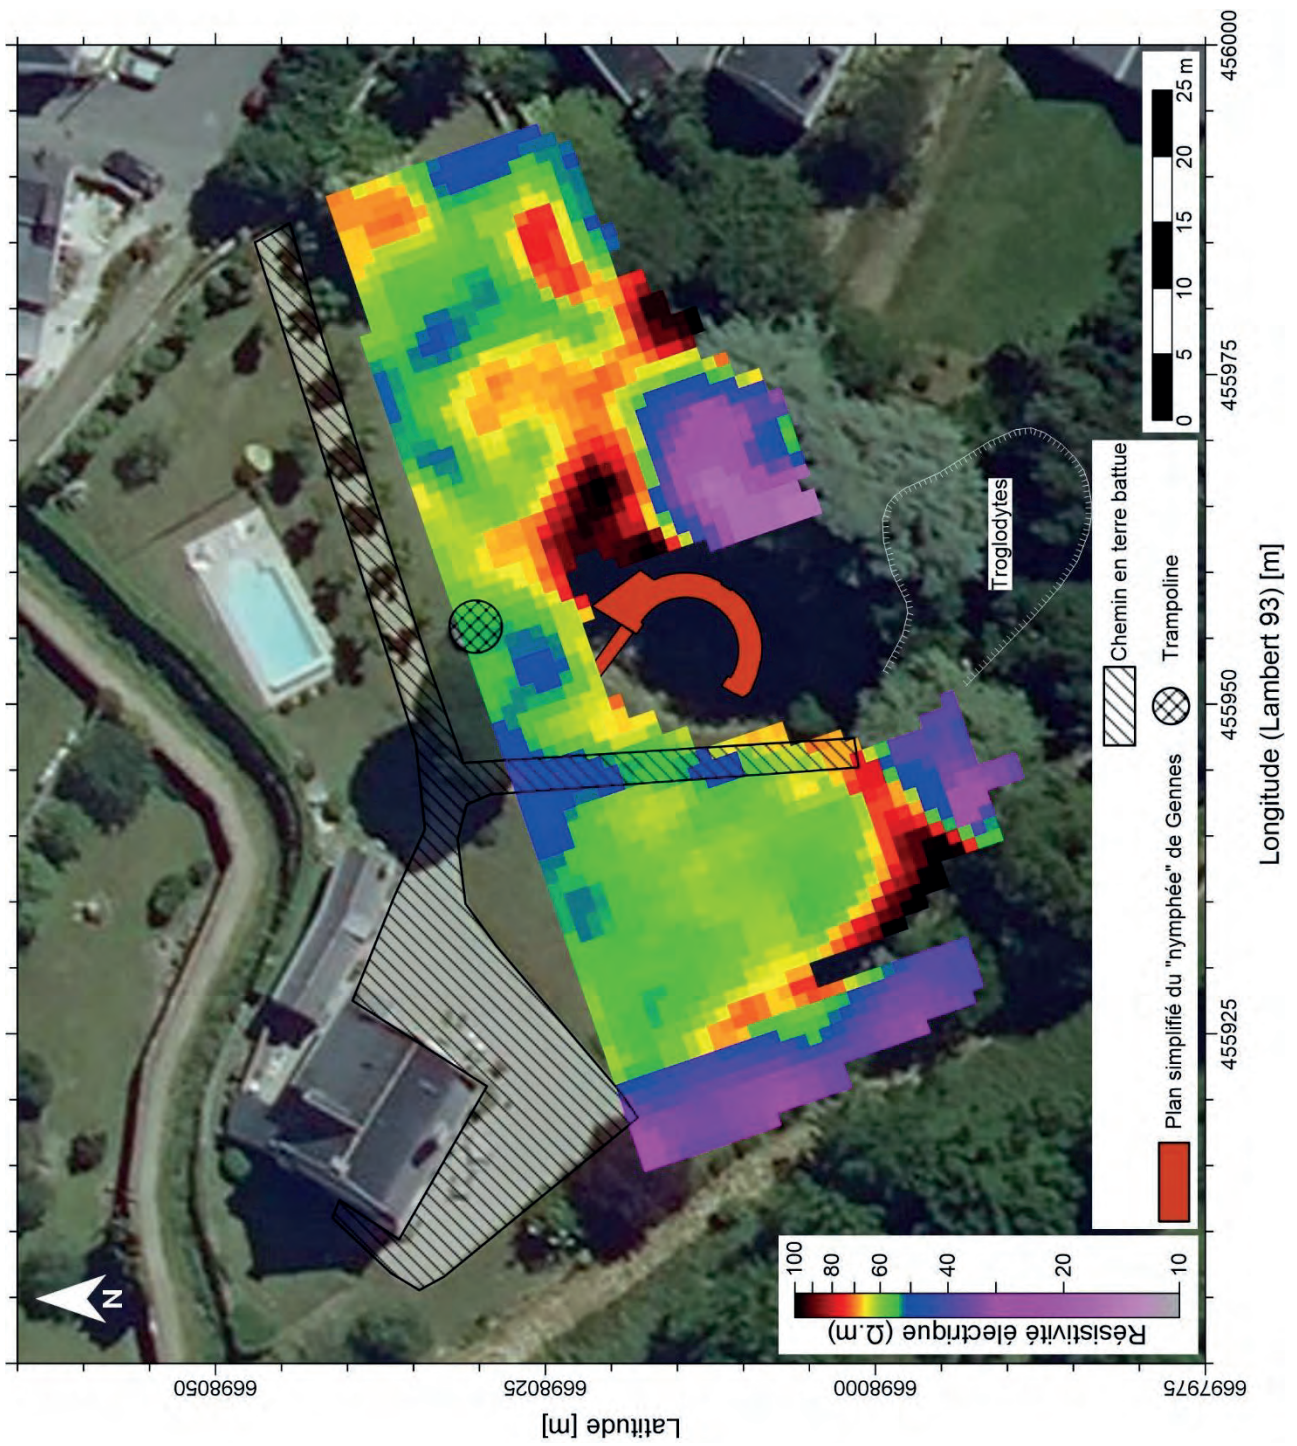 N
Latitude [m]
6698050
6698025
6698000
6697975
Longitude (Lambert 93) [m]
455925
455950
455975
456000
Troglodytes
Résistivité électrique (Ω.m)
100
80
60
40
20
10
Chemin en terre battue
Plan simplifié du "nymphée" de Gennes
Trampoline
0 5 10 15 20 25 m